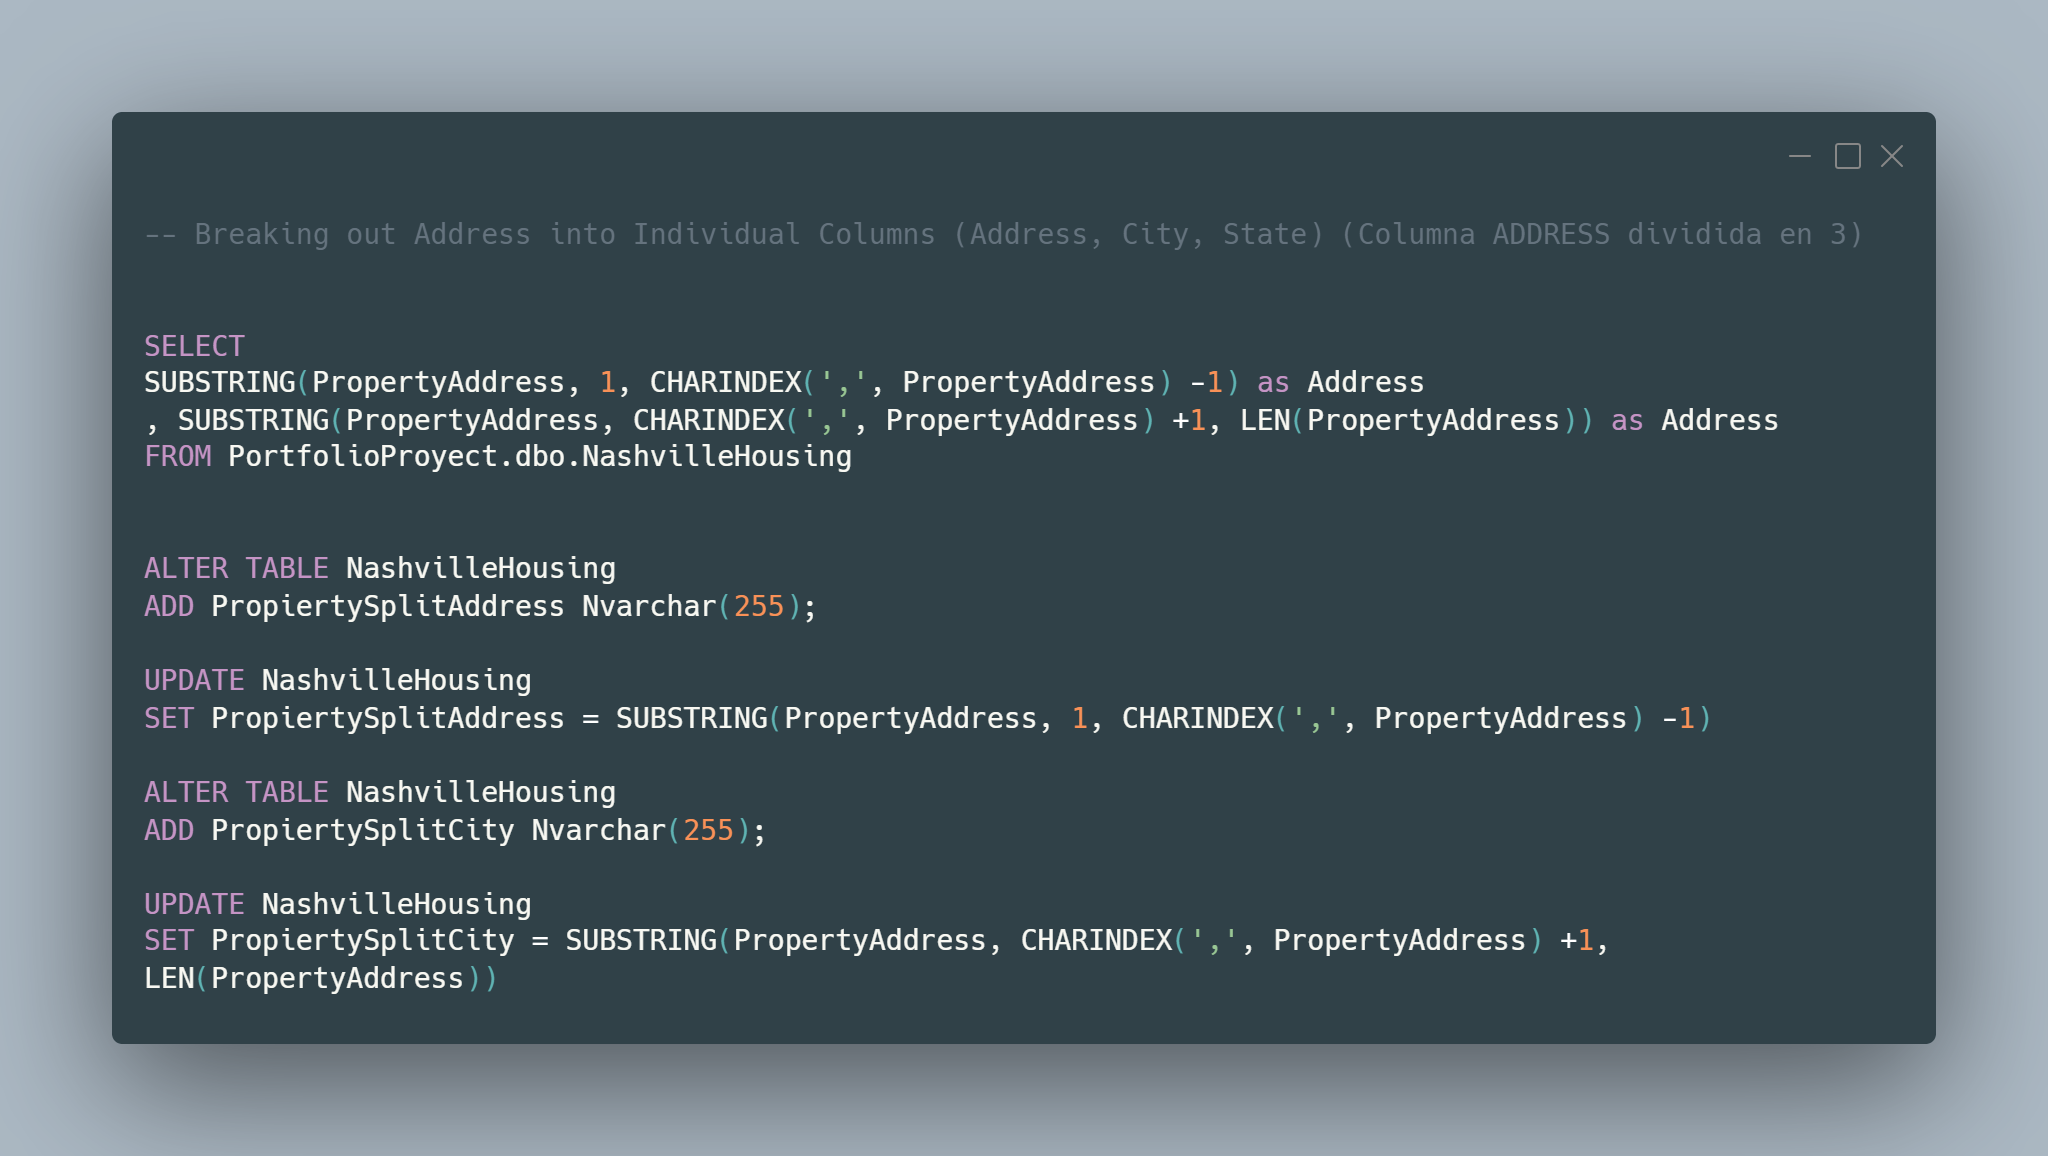 -- Breaking out Address into Individual Columns (Address, City, State) (Columna ADDRESS dividida en 3)
SELECT
SUBSTRING(PropertyAddress, 1, CHARINDEX(',', PropertyAddress) -1) as Address
, SUBSTRING(PropertyAddress, CHARINDEX(',', PropertyAddress) +1, LEN(PropertyAddress)) as Address
FROM PortfolioProyect.dbo.NashvilleHousing
ALTER TABLE NashvilleHousing
ADD PropiertySplitAddress Nvarchar(255);
UPDATE NashvilleHousing
SET PropiertySplitAddress = SUBSTRING(PropertyAddress, 1, CHARINDEX(',', PropertyAddress) -1)
ALTER TABLE NashvilleHousing
ADD PropiertySplitCity Nvarchar(255);
UPDATE NashvilleHousing
SET PropiertySplitCity = SUBSTRING(PropertyAddress, CHARINDEX(',', PropertyAddress) +1,
LEN(PropertyAddress))